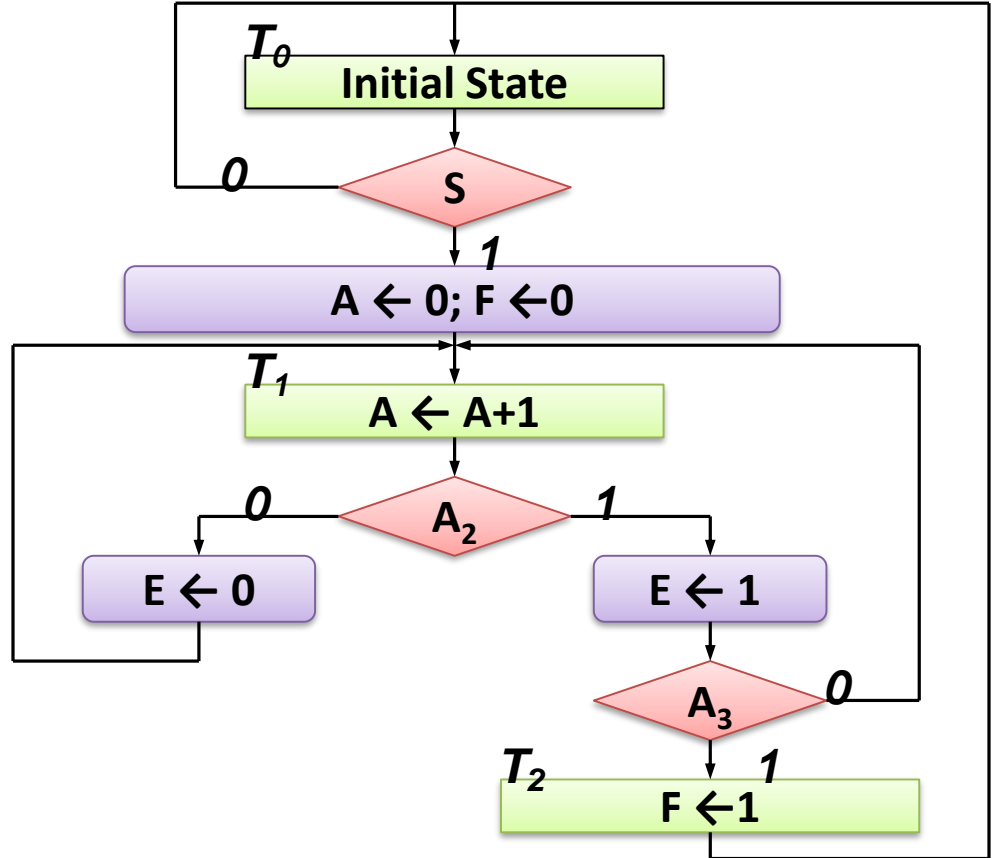 T₀
Initial State
S
0
1
A ← 0; F ←0
T₁
A ← A+1
A₂
0
1
E ← 0
E ← 1
A₃
0
1
T₂
F ←1